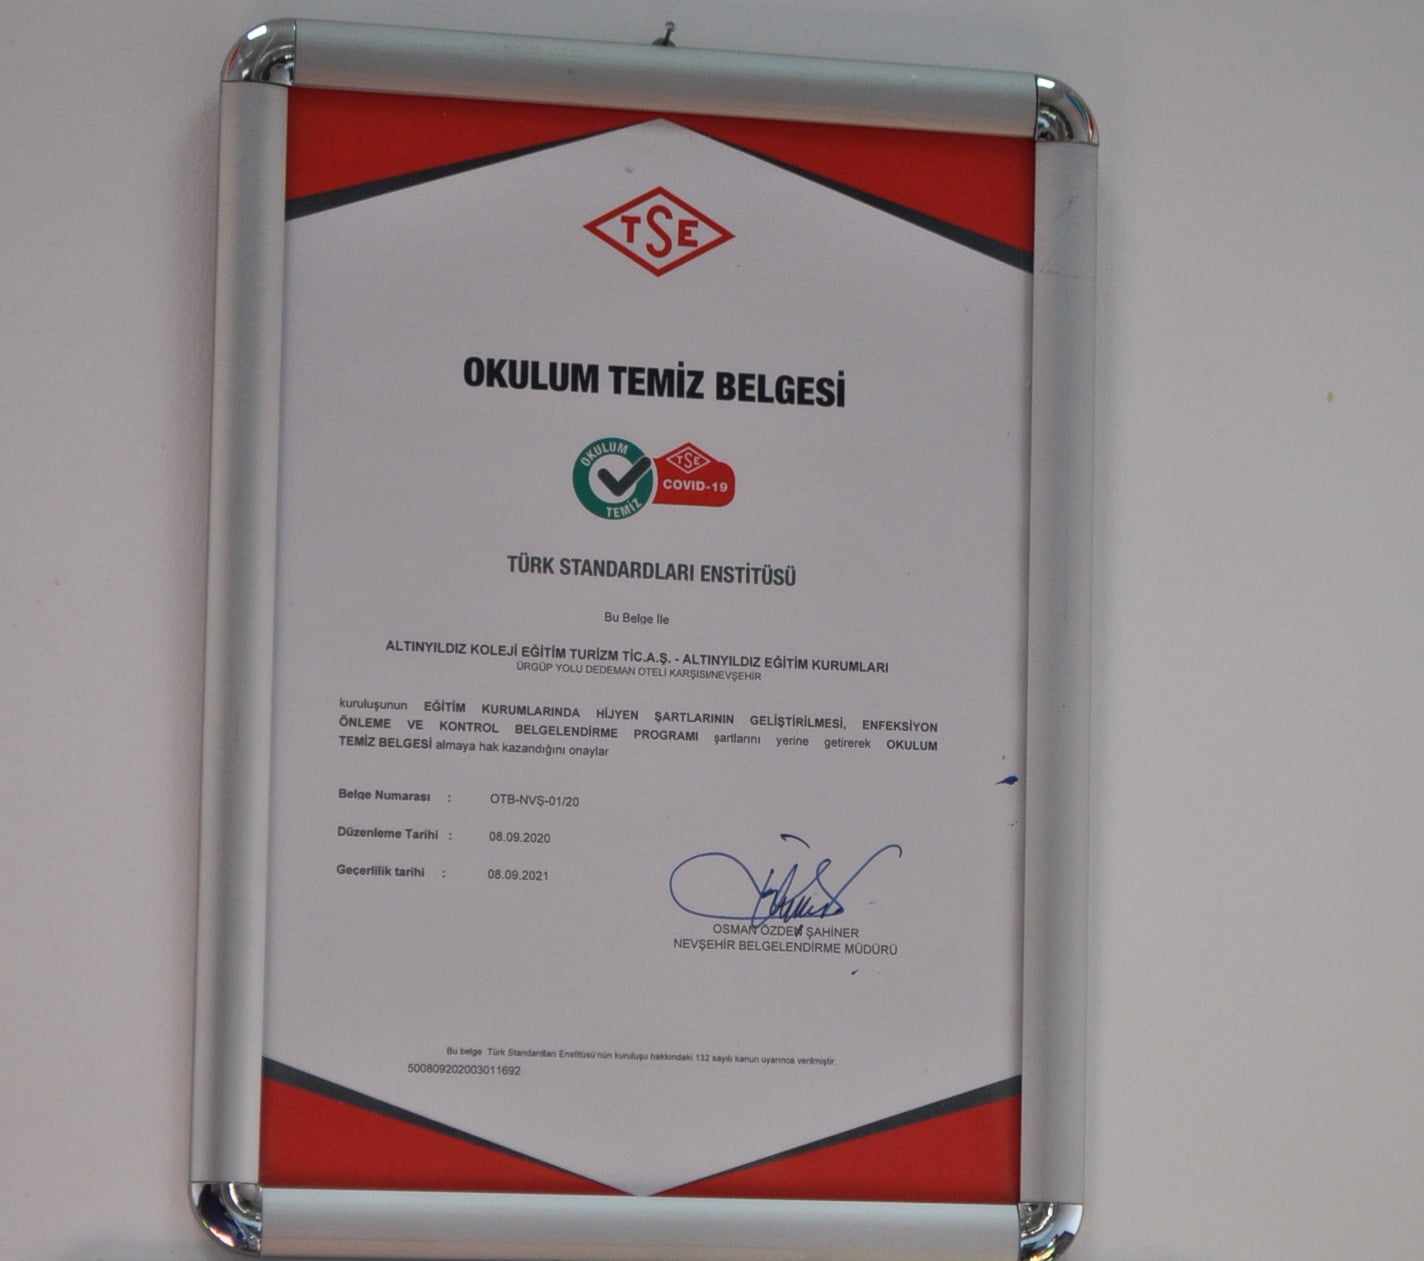 TSE
OKULUM TEMİZ BELGESİ
OKULUM TEMİZ
TSE
COVID-19
TÜRK STANDARDLARI ENSTİTÜSÜ
Bu Belge İle
ALTINYILDIZ KOLEJİ EĞİTİM TURİZM TİC.A.Ş. - ALTINYILDIZ EĞİTİM KURUMLARI
ÜRGÜP YOLU DEDEMAN OTELİ KARŞISI/NEVŞEHİR
kuruluşunun EĞİTİM KURUMLARINDA HİJYEN ŞARTLARININ GELİŞTİRİLMESİ, ENFEKSİYON
ÖNLEME VE KONTROL BELGELENDİRME PROGRAMI şartlarını yerine getirerek OKULUM
TEMİZ BELGESİ almaya hak kazandığını onaylar
Belge Numarası : OTB-NVŞ-01/20
Düzenleme Tarihi : 08.09.2020
Geçerlilik tarihi : 08.09.2021
OSMAN ÖZDEN ŞAHİNER
NEVŞEHİR BELGELENDİRME MÜDÜRÜ
Bu belge Türk Standardları Enstitüsü'nün kuruluşu hakkındaki 132 sayılı kanun uyarınca verilmiştir.
500809202003011692